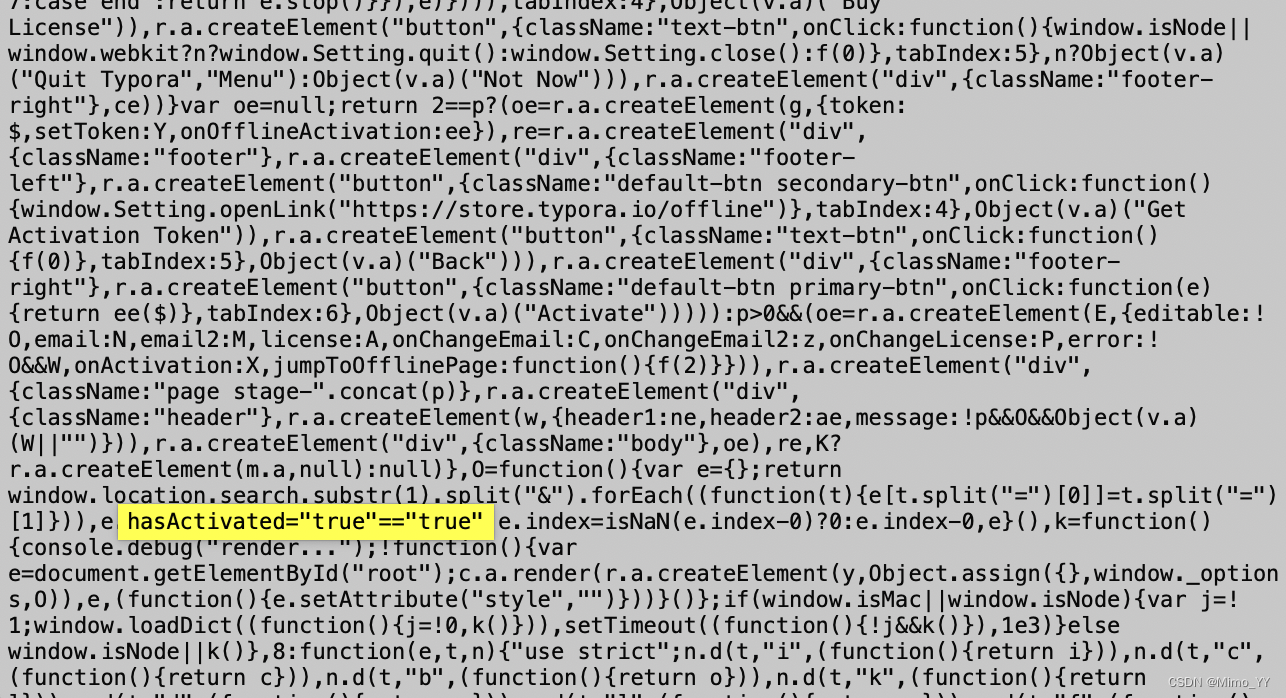 7:case"end":return e.stop()}}),e)}))),tabIndex:4},Object(v.a)("Buy
License")),r.a.createElement("button",{className:"text-btn",onClick:function(){window.isNode||
window.webkit?n?window.Setting.quit():window.Setting.close():f(0)},tabIndex:5},n?Object(v.a)
("Quit Typora","Menu"):Object(v.a)("Not Now"))),r.a.createElement("div",{className:"footer-
right"},ce))}var oe=null;return 2==p?(oe=r.a.createElement(g,{token:
$,setToken:Y,onOfflineActivation:ee}),re=r.a.createElement("div",
{className:"footer"},r.a.createElement("div",{className:"footer-
left"},r.a.createElement("button",{className:"default-btn secondary-btn",onClick:function()
{window.Setting.openLink("https://store.typora.io/offline")},tabIndex:4},Object(v.a)("Get
Activation Token")),r.a.createElement("button",{className:"text-btn",onClick:function()
{f(0)},tabIndex:5},Object(v.a)("Back"))),r.a.createElement("div",{className:"footer-
right"},r.a.createElement("button",{className:"default-btn primary-btn",onClick:function(e)
{return ee($)},tabIndex:6},Object(v.a)("Activate"))))):p>0&&(oe=r.a.createElement(E,{editable:!
O,email:N,email2:M,license:A,onChangeEmail:C,onChangeEmail2:z,onChangeLicense:P,error:!
O&&W,onActivation:X,jumpToOfflinePage:function(){f(2)}})),r.a.createElement("div",
{className:"page stage-".concat(p)},r.a.createElement("div",
{className:"header"},r.a.createElement(w,{header1:ne,header2:ae,message:!p&&O&&Object(v.a)
(W||"")})),r.a.createElement("div",{className:"body"},oe),re,K?
r.a.createElement(m.a,null):null)},O=function(){var e={};return
window.location.search.substr(1).split("&").forEach((function(t){e[t.split("=")[0]]=t.split("=")
[1]})),e. hasActivated="true"=="true" e.index=isNaN(e.index-0)?0:e.index-0,e}(),k=function()
{console.debug("render...");!function(){var
e=document.getElementById("root");c.a.render(r.a.createElement(y,Object.assign({},window._option
s,O)),e,(function(){e.setAttribute("style","")}))}()};if(window.isMac||window.isNode){var j=!
1;window.loadDict((function(){j=!0,k()})),setTimeout((function(){!j&&k()}),1e3)}else
window.isNode||k()},8:function(e,t,n){"use strict";n.d(t,"i",(function(){return i})),n.d(t,"c",
(function(){return c})),n.d(t,"b",(function(){return o})),n.d(t,"k",(function(){return
CSDN @Mimo_YY